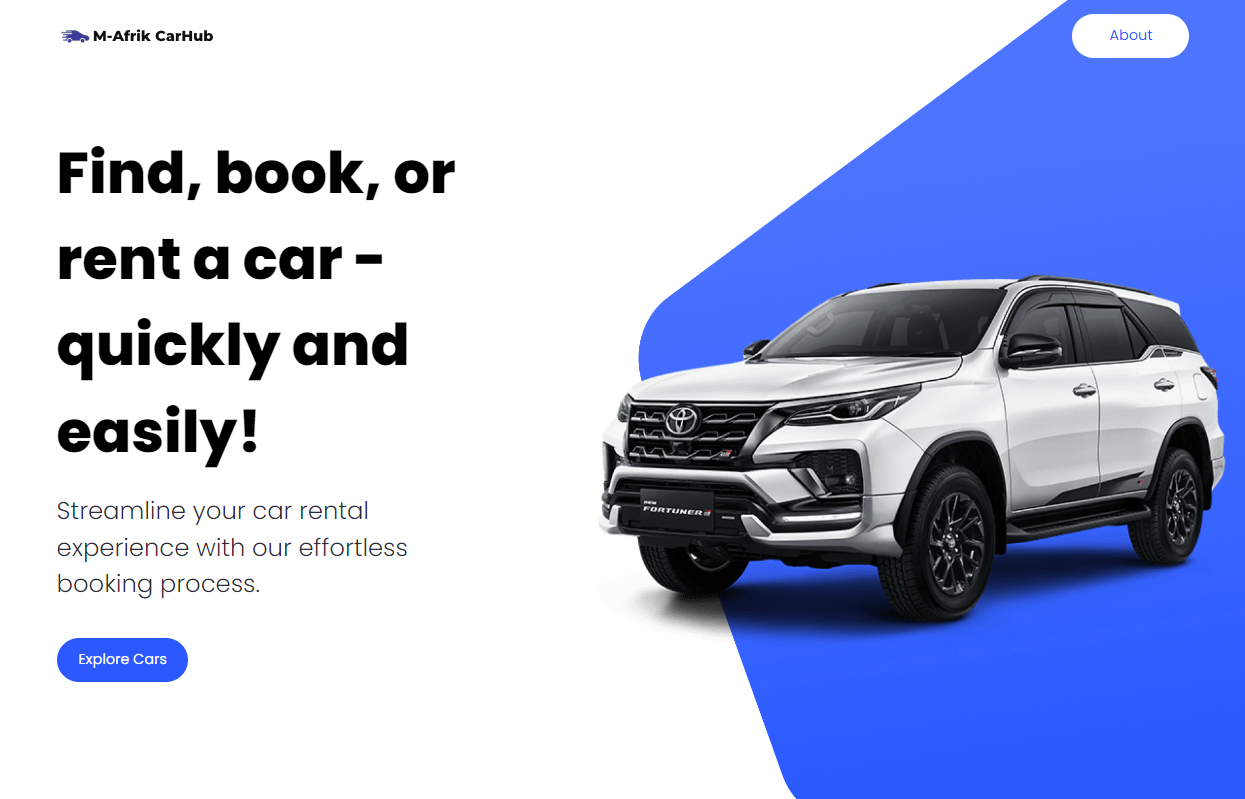 M-Afrik CarHub
About
Find, book, or
rent a car -
quickly and
easily!
Streamline your car rental
experience with our effortless
booking process.
Explore Cars
NEW
FORTUNER